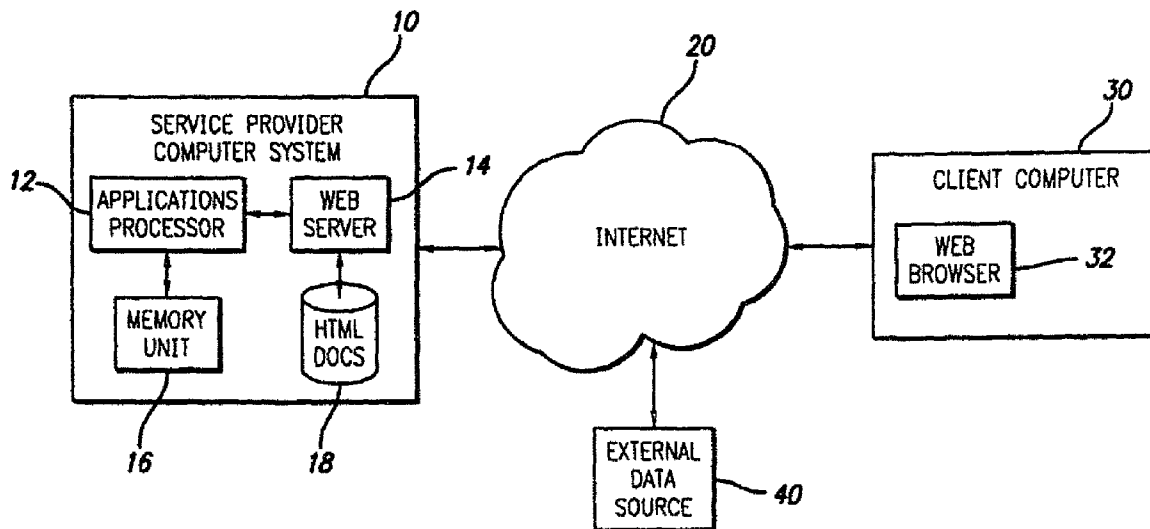 10
SERVICE PROVIDER
COMPUTER SYSTEM
12
APPLICATIONS
PROCESSOR
14
WEB
SERVER
MEMORY
UNIT
HTML
DOCS
16
18
20
INTERNET
30
CLIENT COMPUTER
WEB
BROWSER
32
EXTERNAL
DATA
SOURCE
40